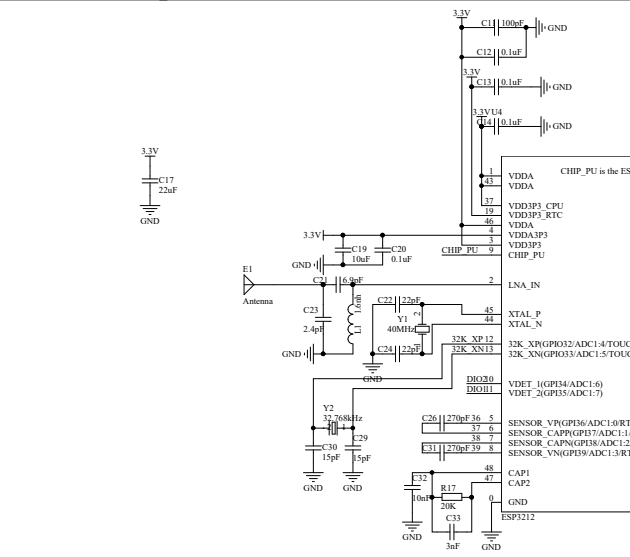 3.3V
C11 100pF
GND
C12 0.1uF
3.3V
C13 0.1uF
GND
3.3V U4
C14 0.1uF
GND
3.3V
C17
22uF
GND
CHIP_PU is the ES
1 VDDA
43 VDDA
37 VDD3P3_CPU
19 VDD3P3_RTC
46 VDDA
4 VDDA3P3
3 VDD3P3
CHIP_PU 9 CHIP_PU
3.3V
C19
10uF
C20
0.1uF
GND
E1
Antenna
C21 6.9pF
2 LNA_IN
C23
2.4pF
L1 1.6nh
GND
C22 22pF
Y1
40MHz
2
1
C24 22pF
GND
45 XTAL_P
44 XTAL_N
32K_XP 12 32K_XP(GPIO32/ADC1:4/TOUC
32K_XN 13 32K_XN(GPIO33/ADC1:5/TOUC
DIO2 10 VDET_1(GPI34/ADC1:6)
DIO1 11 VDET_2(GPI35/ADC1:7)
Y2
32.768kHz
2 1
C30
15pF
C29
15pF
GND
GND
C26 270pF 36 5 SENSOR_VP(GPI36/ADC1:0/RT
37 6 SENSOR_CAPP(GPI37/ADC1:1/
38 7 SENSOR_CAPN(GPI38/ADC1:2
C31 270pF 39 8 SENSOR_VN(GPI39/ADC1:3/RT
48 CAP1
47 CAP2
C32
10nF
R17
20K
C33
3nF
GND
0 GND
GND
ESP3212